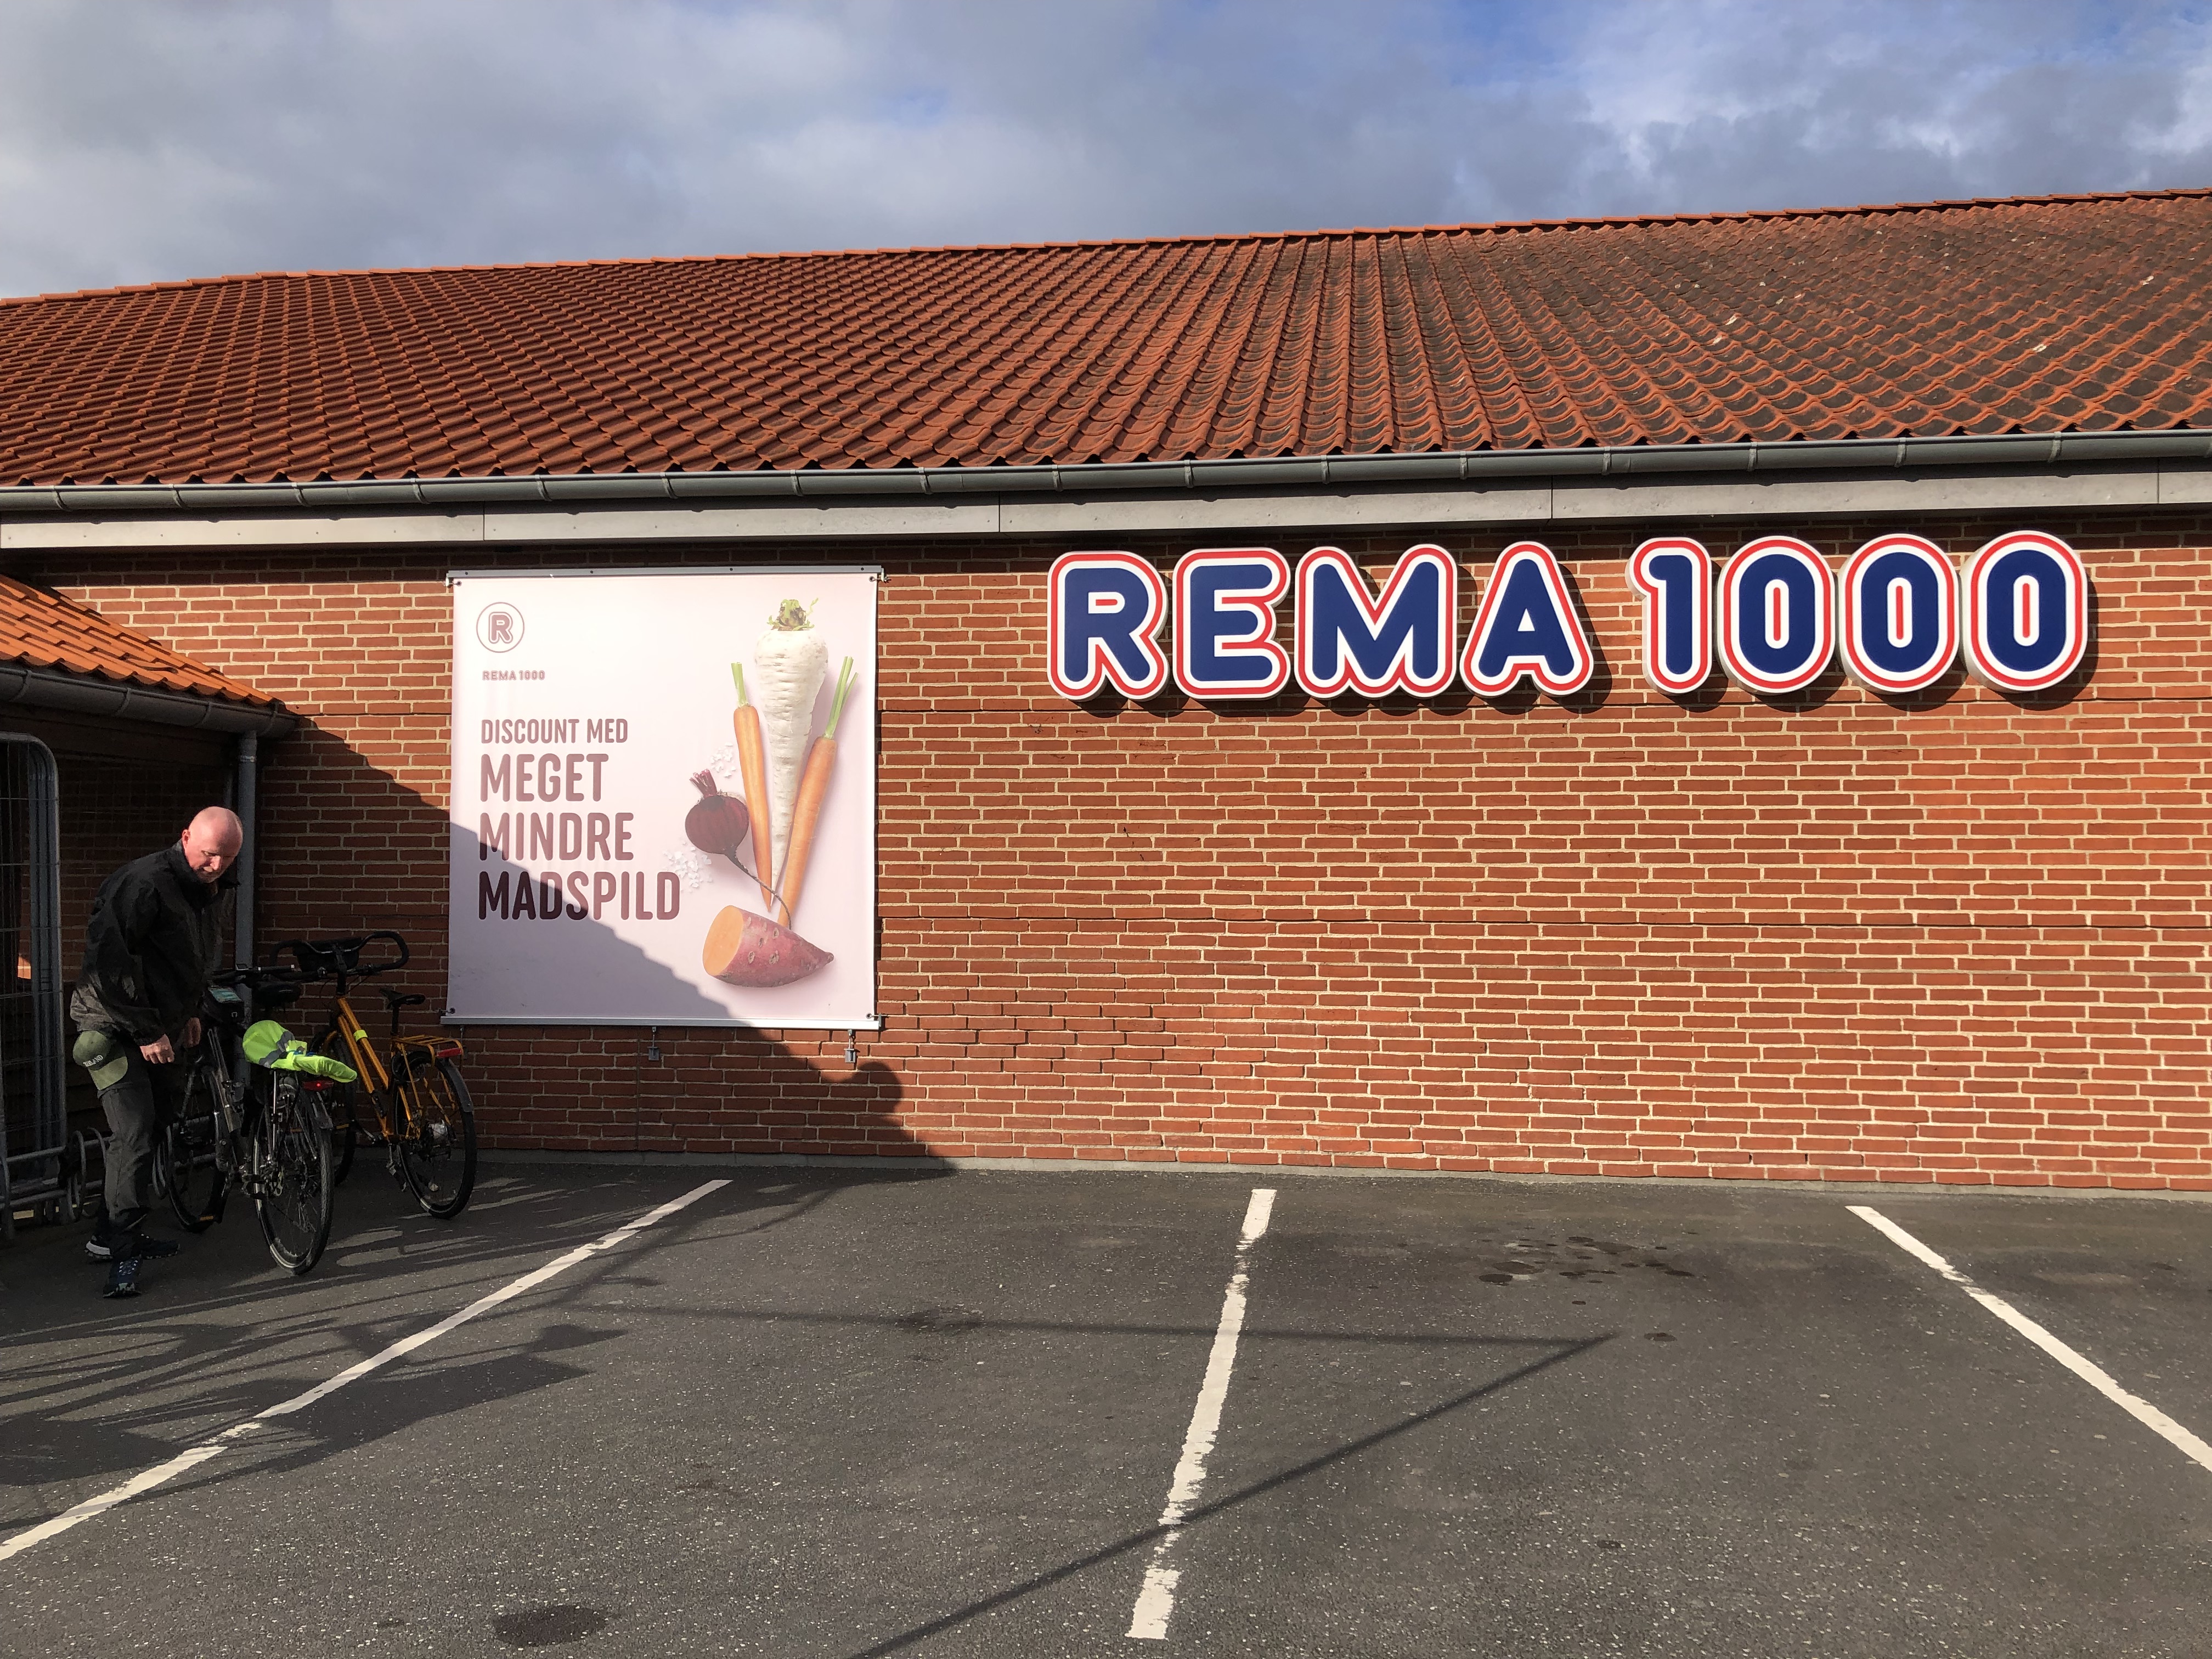 REMA 1000
R
REMA 1000
DISCOUNT MED
MEGET
MINDRE
MADSPILD